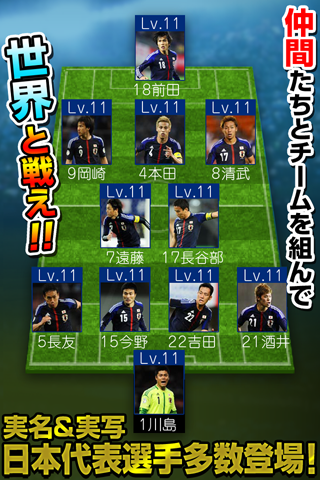 仲間たちとチームを組んで
世界と戦え!!
Lv.11
18前田
Lv.11
Lv.11
Lv.11
9岡崎
4本田
8清武
Lv.11
Lv.11
7遠藤
17長谷部
Lv.11
Lv.11
Lv.11
Lv.11
5長友
15今野
22吉田
21酒井
Lv.11
1川島
実名&実写
日本代表選手多数登場!